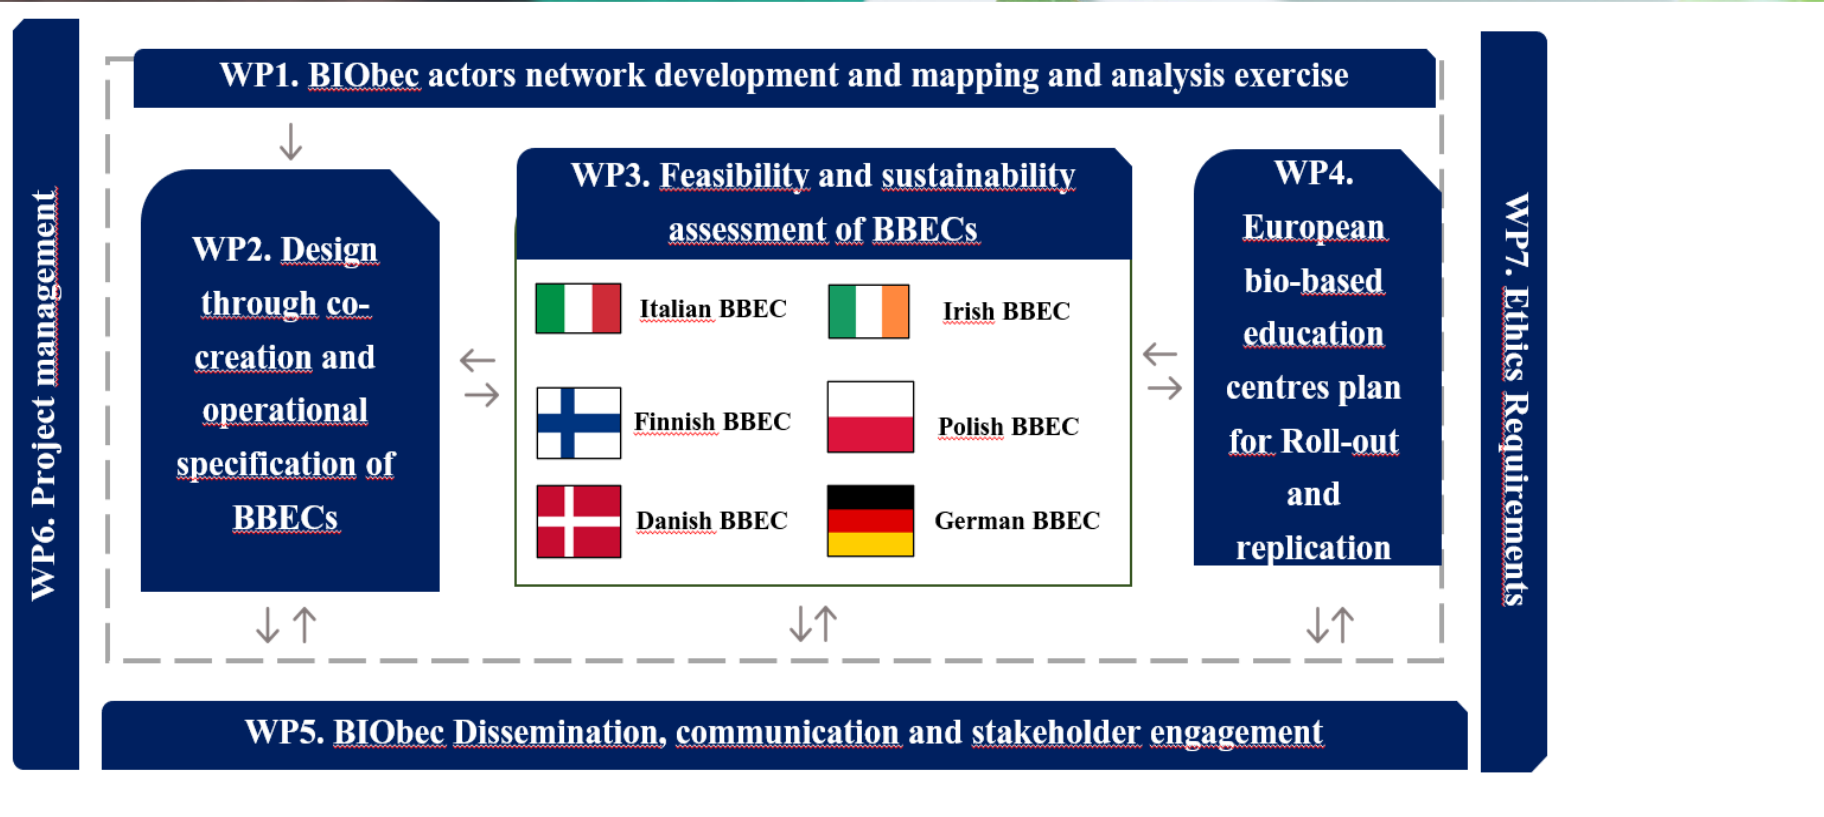 WP6. Project management
WP1. BIObec actors network development and mapping and analysis exercise
WP2. Design
through co-
creation and
operational
specification of
BBECs
WP3. Feasibility and sustainability
assessment of BBECs
Italian BBEC
Irish BBEC
Finnish BBEC
Polish BBEC
Danish BBEC
German BBEC
WP4.
European
bio-based
education
centres plan
for Roll-out
and
replication
WP7. Ethics Requirements
WP5. BIObec Dissemination, communication and stakeholder engagement